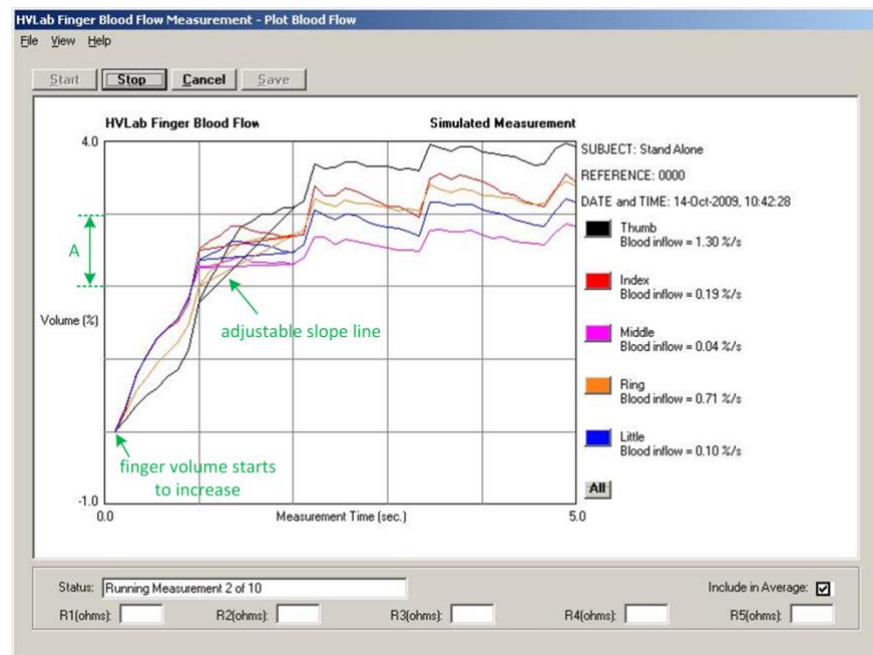 HVLab Finger Blood Flow Measurement - Plot Blood Flow
File View Help
Start Stop Cancel Save
HVLab Finger Blood Flow
Simulated Measurement
4.0
A
Volume (%)
-1.0
0.0
Measurement Time (sec.)
5.0
adjustable slope line
finger volume starts
to increase
SUBJECT: Stand Alone
REFERENCE: 0000
DATE and TIME: 14-Oct-2009, 10:42:28
Thumb
Blood inflow = 1.30 %/s
Index
Blood inflow = 0.19 %/s
Middle
Blood inflow = 0.04 %/s
Ring
Blood inflow = 0.71 %/s
Little
Blood inflow = 0.10 %/s
All
Status: Running Measurement 2 of 10
Include in Average:
R1(ohms): R2(ohms): R3(ohms): R4(ohms): R5(ohms):